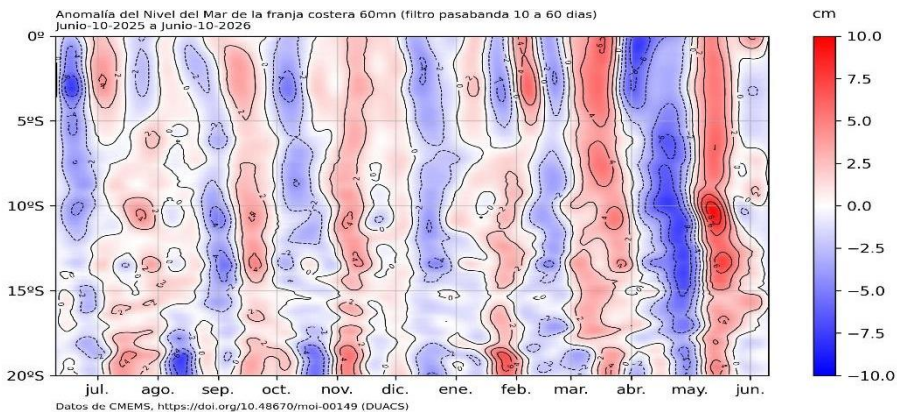 Anomalía del Nivel del Mar de la franja costera 60mn (filtro pasabanda 10 a 60 dias)
Junio-10-2025 a Junio-10-2026
cm
0º
5ºS
10ºS
15ºS
20ºS
jul. ago. sep. oct. nov. dic. ene. feb. mar. abr. may. jun.
10.0
7.5
5.0
2.5
0.0
−2.5
−5.0
−7.5
−10.0
Datos de CMEMS, https://doi.org/10.48670/moi-00149 (DUACS)